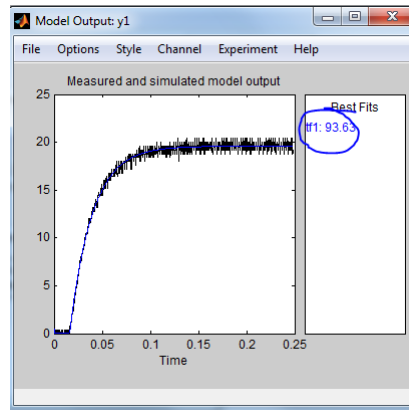 Model Output: y1
File Options Style Channel Experiment Help
Measured and simulated model output
Best Fits
tf1: 93.63
25
20
15
10
5
0
0 0.05 0.1 0.15 0.2 0.25
Time